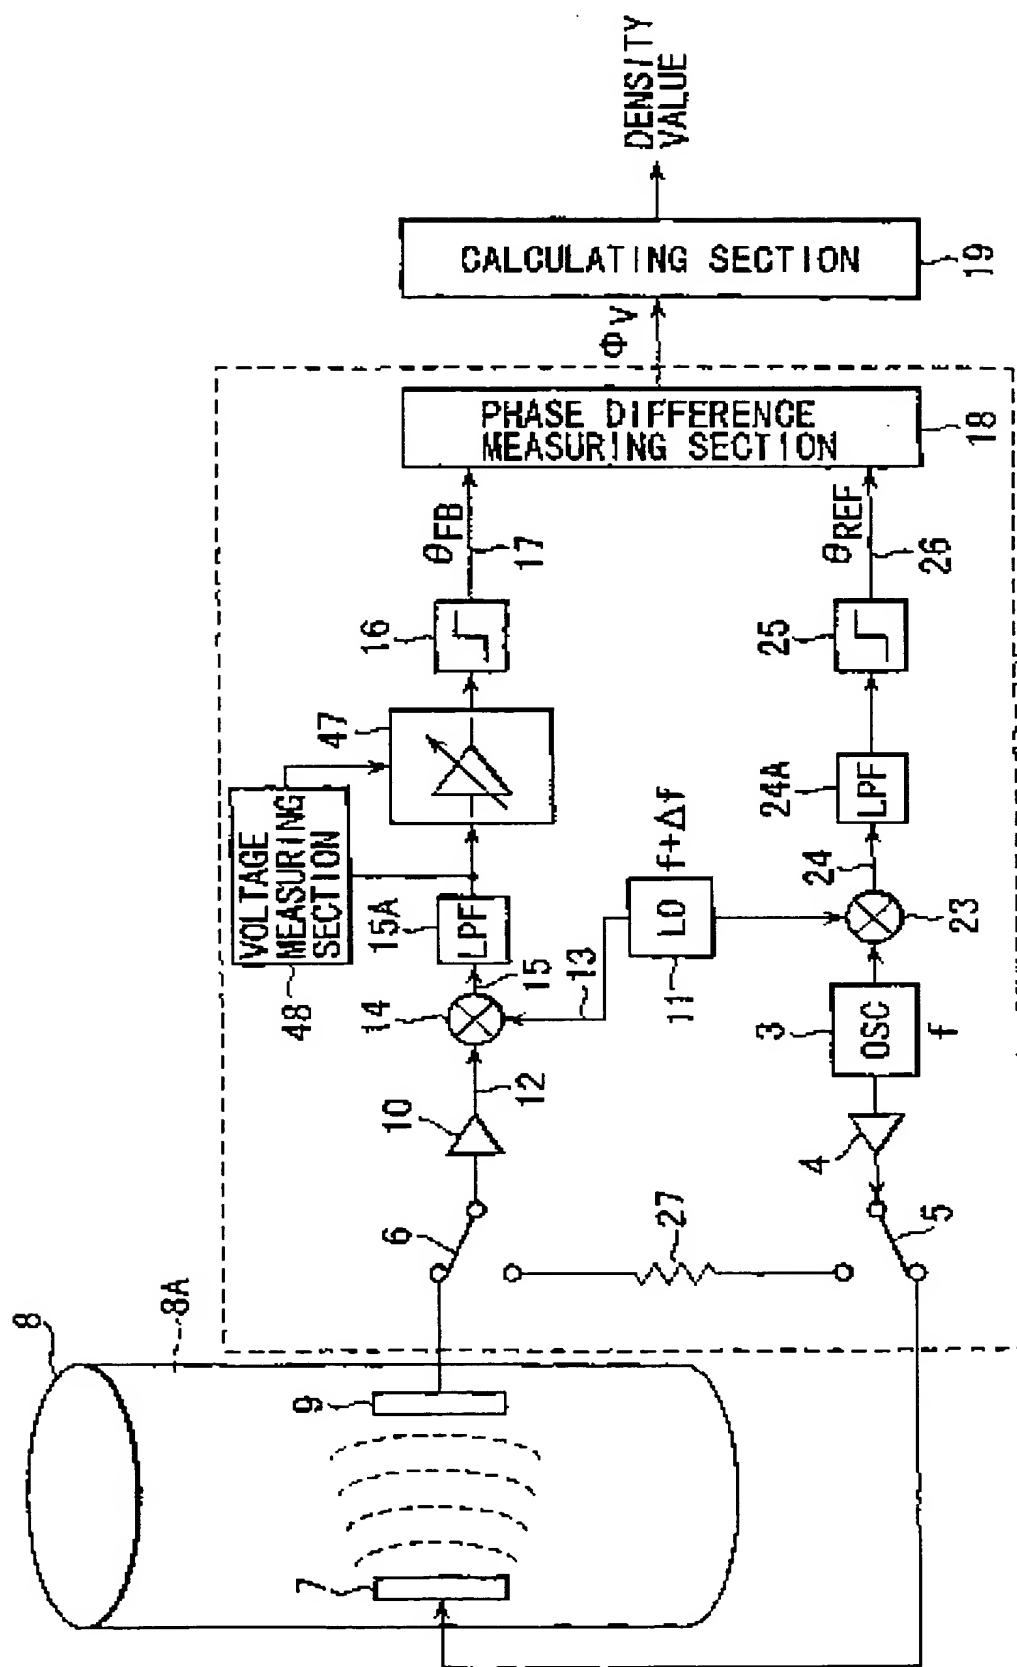 8
8A
7
9
6
27
5
10
12
4
3
OSC
f
14
15
13
11
LO
f+Δf
23
24
15A
LPF
24A
LPF
48
VOLTAGE
MEASURING
SECTION
47
16
25
17
θFB
26
θREF
PHASE DIFFERENCE
MEASURING SECTION
18
ΦV
CALCULATING SECTION
19
DENSITY
VALUE